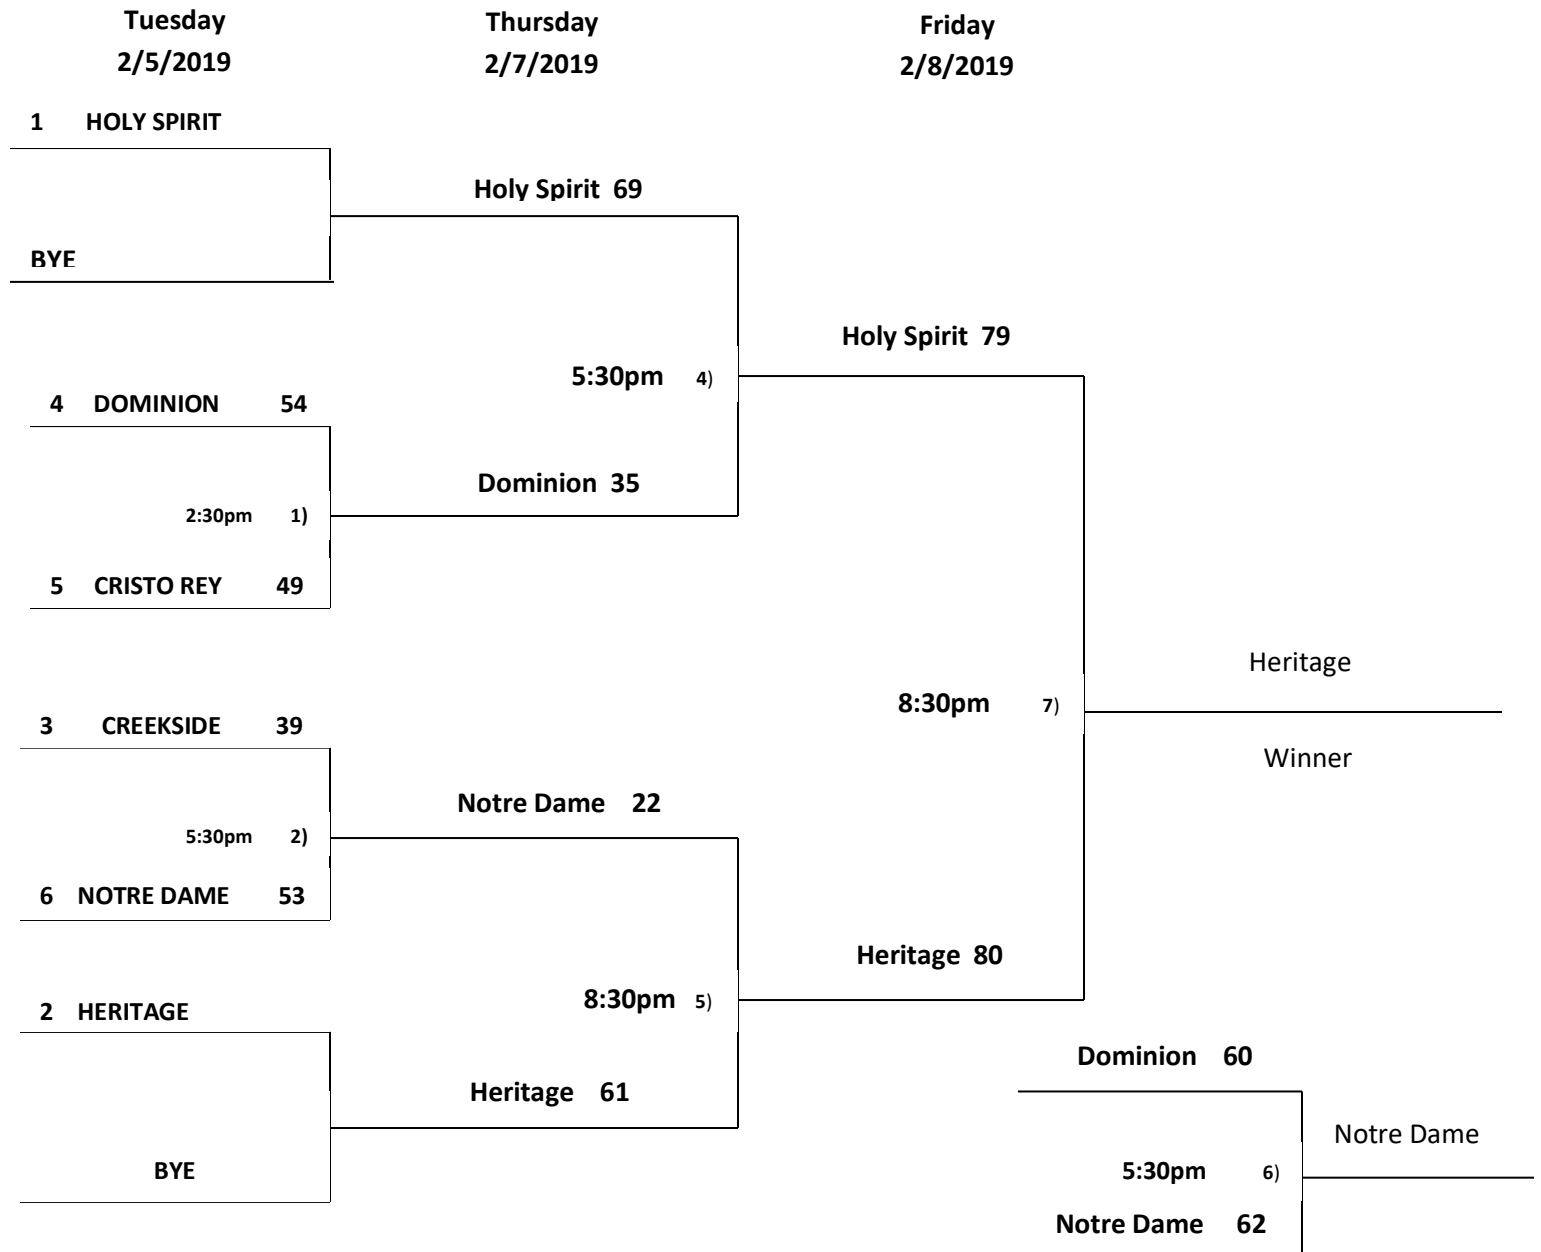 Tuesday
2/5/2019
Thursday
2/7/2019
Friday
2/8/2019
1 HOLY SPIRIT
BYE
4 DOMINION 54
2:30pm 1)
5 CRISTO REY 49
3 CREEKSIDE 39
5:30pm 2)
6 NOTRE DAME 53
2 HERITAGE
BYE
Holy Spirit 69
5:30pm 4)
Dominion 35
Notre Dame 22
8:30pm 5)
Heritage 61
Holy Spirit 79
8:30pm 7)
Heritage 80
Heritage
Winner
Dominion 60
5:30pm 6)
Notre Dame 62
Notre Dame